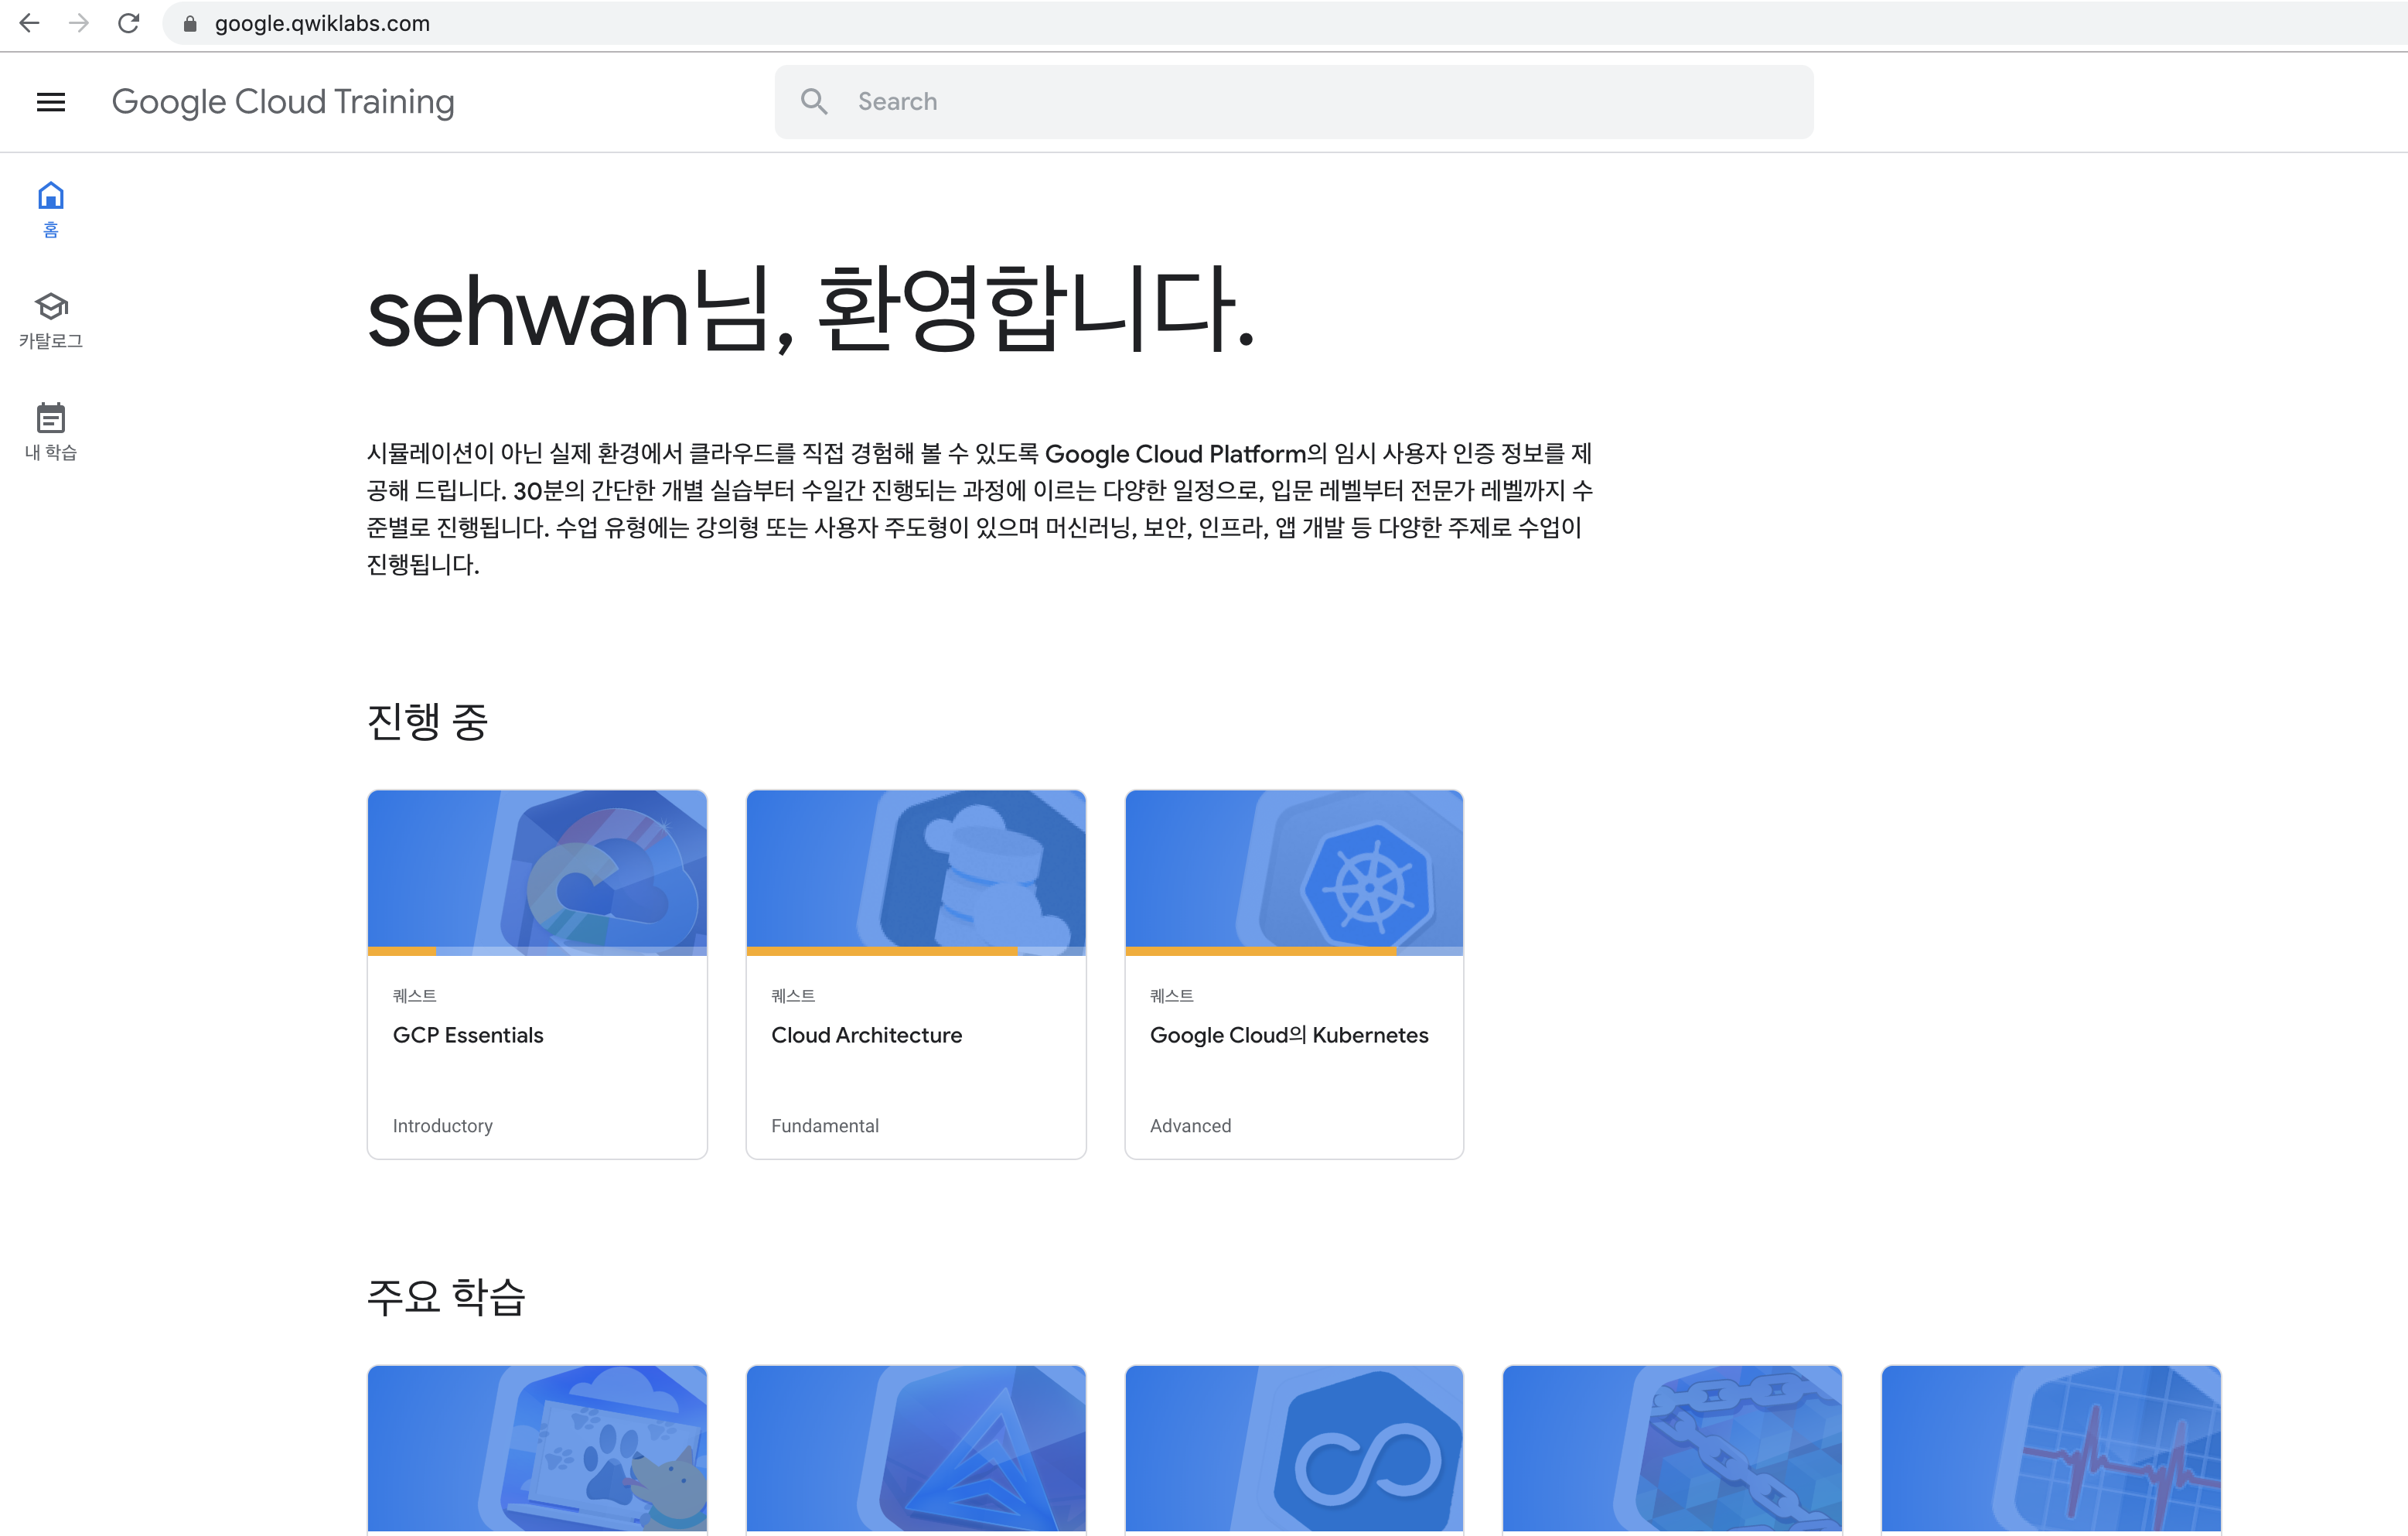 google.qwiklabs.com
Google Cloud Training
Search
홈
카탈로그
내 학습
sehwan님, 환영합니다.
시뮬레이션이 아닌 실제 환경에서 클라우드를 직접 경험해 볼 수 있도록 Google Cloud Platform의 임시 사용자 인증 정보를 제
공해 드립니다. 30분의 간단한 개별 실습부터 수일간 진행되는 과정에 이르는 다양한 일정으로, 입문 레벨부터 전문가 레벨까지 수
준별로 진행됩니다. 수업 유형에는 강의형 또는 사용자 주도형이 있으며 머신러닝, 보안, 인프라, 앱 개발 등 다양한 주제로 수업이
진행됩니다.
진행 중
퀘스트
GCP Essentials
Introductory
퀘스트
Cloud Architecture
Fundamental
퀘스트
Google Cloud의 Kubernetes
Advanced
주요 학습